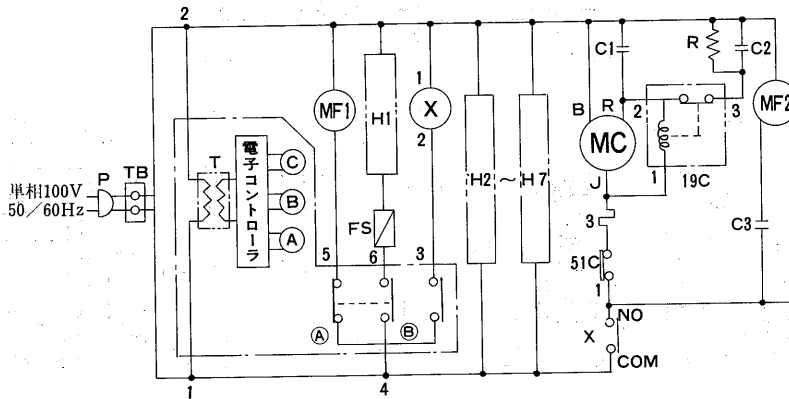 2
単相100V
50/60Hz
P
TB
T
電子コントローラ
C
B
A
MF1
H1
1
X
2
FS
5
6
3
A
B
1
4
H2
～
H7
C1
R
C2
B
R
2
3
MF2
MC
J
1
19C
3
51C
1
C3
NO
X
COM